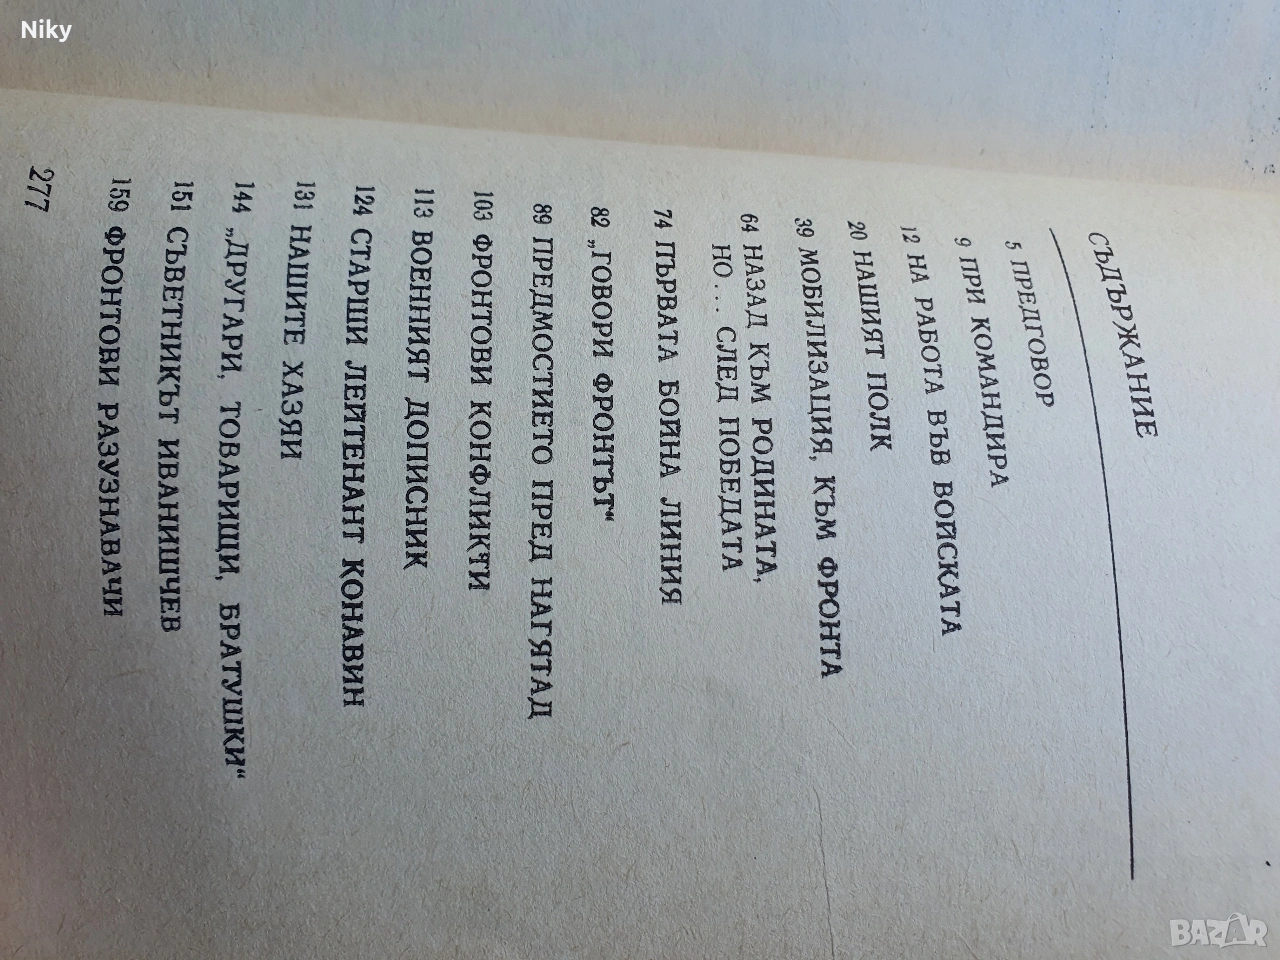 Niky
СЪДЪРЖАНИЕ
5 ПРЕДГОВОР
9 ПРИ КОМАНДИРА
12 НА РАБОТА ВЪВ ВОЙСКАТА
20 НАШИЯТ ПОЛК
39 МОБИЛИЗАЦИЯ, КЪМ ФРОНТА
64 НАЗАД КЪМ РОДИНАТА,
НО... СЛЕД ПОБЕДАТА
74 ПЪРВАТА БОЙНА ЛИНИЯ
82 „ГОВОРИ ФРОНТЪТ“
89 ПРЕДМОСТИЕТО ПРЕД НАГЯТАД
103 ФРОНТОВИ КОНФЛИКТИ
113 ВОЕННИЯТ ДОПИСНИК
124 СТАРШИ ЛЕЙТЕНАНТ КОНАВИН
131 НАШИТЕ ХАЗЯИ
144 „ДРУГАРИ, ТОВАРИЩИ, БРАТУШКИ“
151 СЪВЕТНИКЪТ ИВАНИШЧЕВ
159 ФРОНТОВИ РАЗУЗНАВАЧИ
277
BAZAR